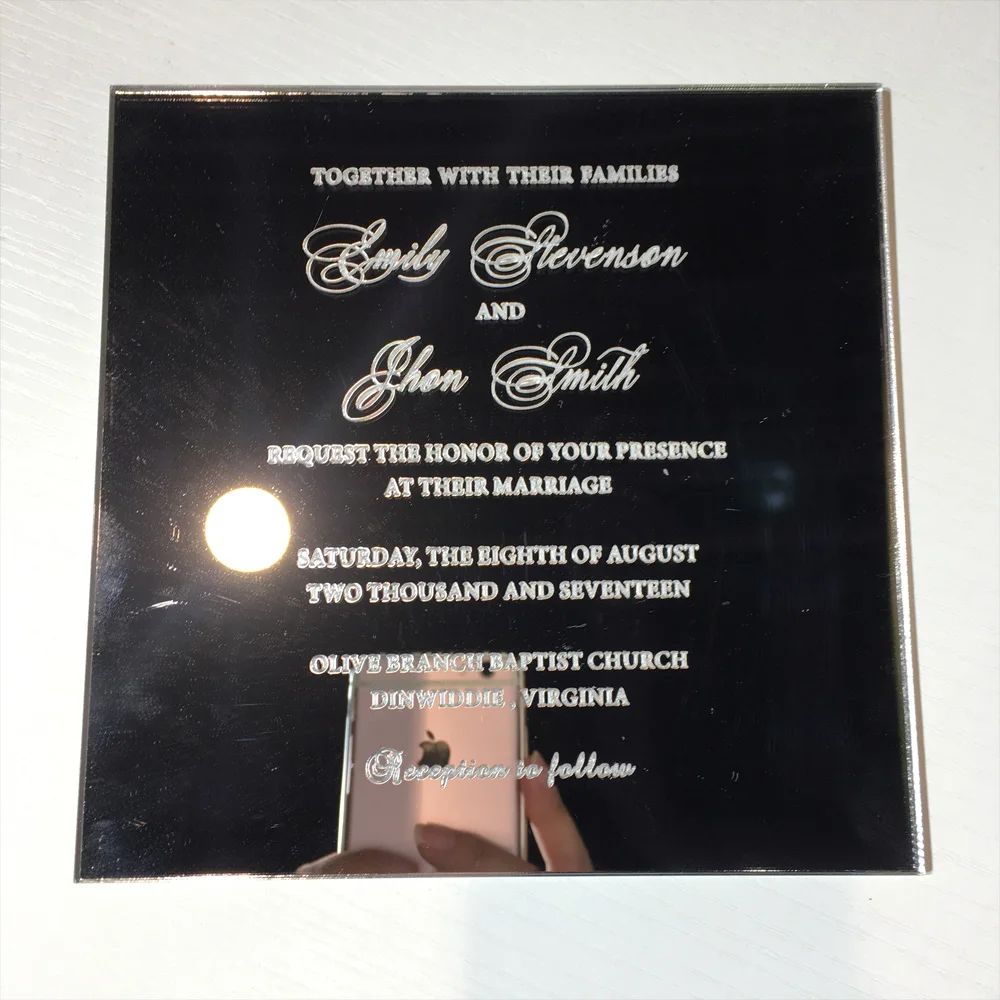 TOGETHER WITH THEIR FAMILIES
Emily Stevenson
AND
Jhon Smith
REQUEST THE HONOR OF YOUR PRESENCE
AT THEIR MARRIAGE
SATURDAY, THE EIGHTH OF AUGUST
TWO THOUSAND AND SEVENTEEN
OLIVE BRANCH BAPTIST CHURCH
DINWIDDIE , VIRGINIA
Reception to follow